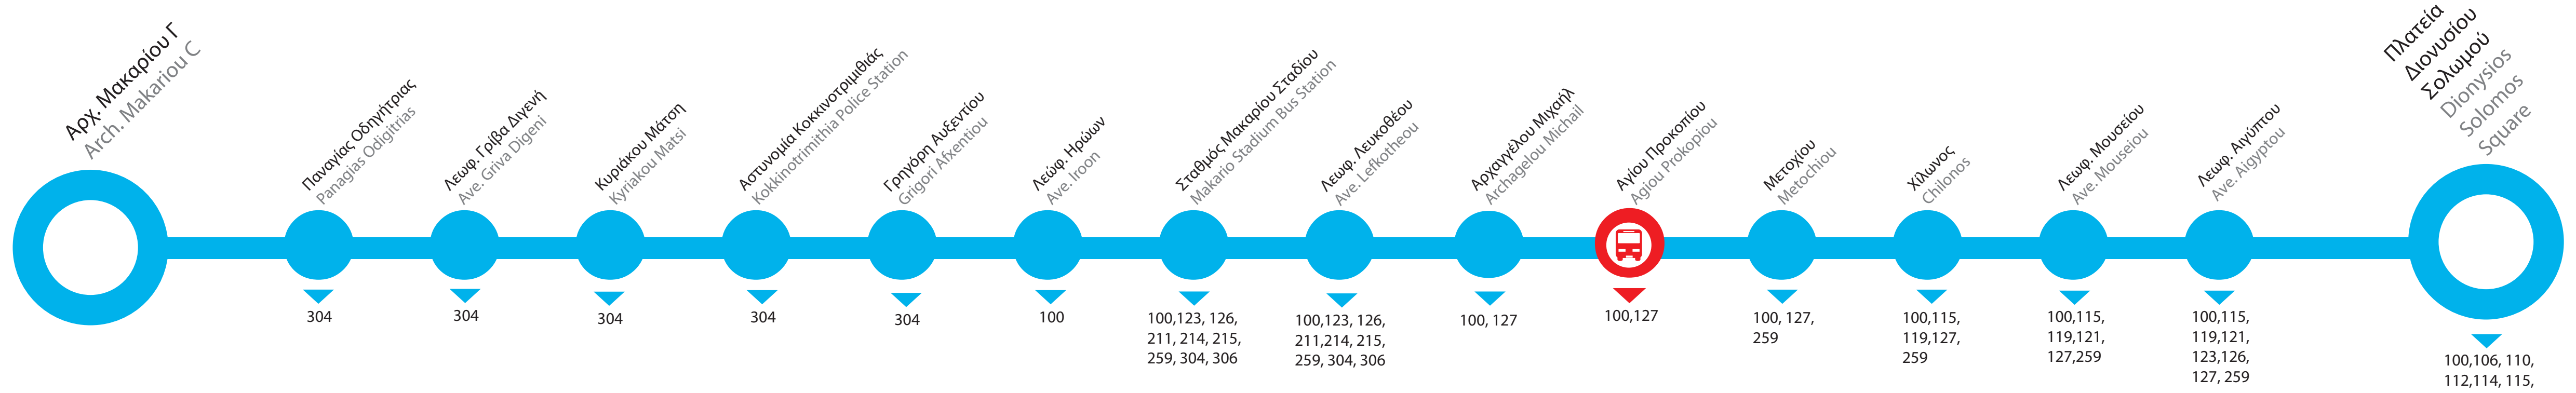 Αρχ. Μακαρίου Γ
Arch. Makariou C
Παναγίας Οδηγήτριας
Panagias Odigitrias
Λεωφ. Γρίβα Διγενή
Ave. Griva Digeni
Κυριάκου Μάτση
Kyriakou Matsi
Αστυνομία Κοκκινοτριμιθιάς
Kokkinotrimithia Police Station
Γρηγόρη Αυξεντίου
Grigori Afxentiou
Λεώφ. Ηρώων
Ave. Iroon
Σταθμός Μακαρίου Σταδίου
Makario Stadium Bus Station
Λεωφ. Λευκοθέου
Ave. Lefkotheou
Αρχαγγέλου Μιχαήλ
Archagelou Michail
Αγίου Προκοπίου
Agiou Prokopiou
Μετοχίου
Metochiou
Χίλωνος
Chilonos
Λεωφ. Μουσείου
Ave. Mouseiou
Λεωφ. Αιγύπτου
Ave. Aigyptou
Πλατεία
Διονυσίου
Σολωμού
Dionysios
Solomos
Square
304
304
304
304
304
100
100,123, 126,
211, 214, 215,
259, 304, 306
100,123, 126,
211,214, 215,
259, 304, 306
100, 127
100,127
100, 127,
259
100,115,
119,127,
259
100,115,
119,121,
127,259
100,115,
119,121,
123,126,
127, 259
100,106, 110,
112,114, 115,